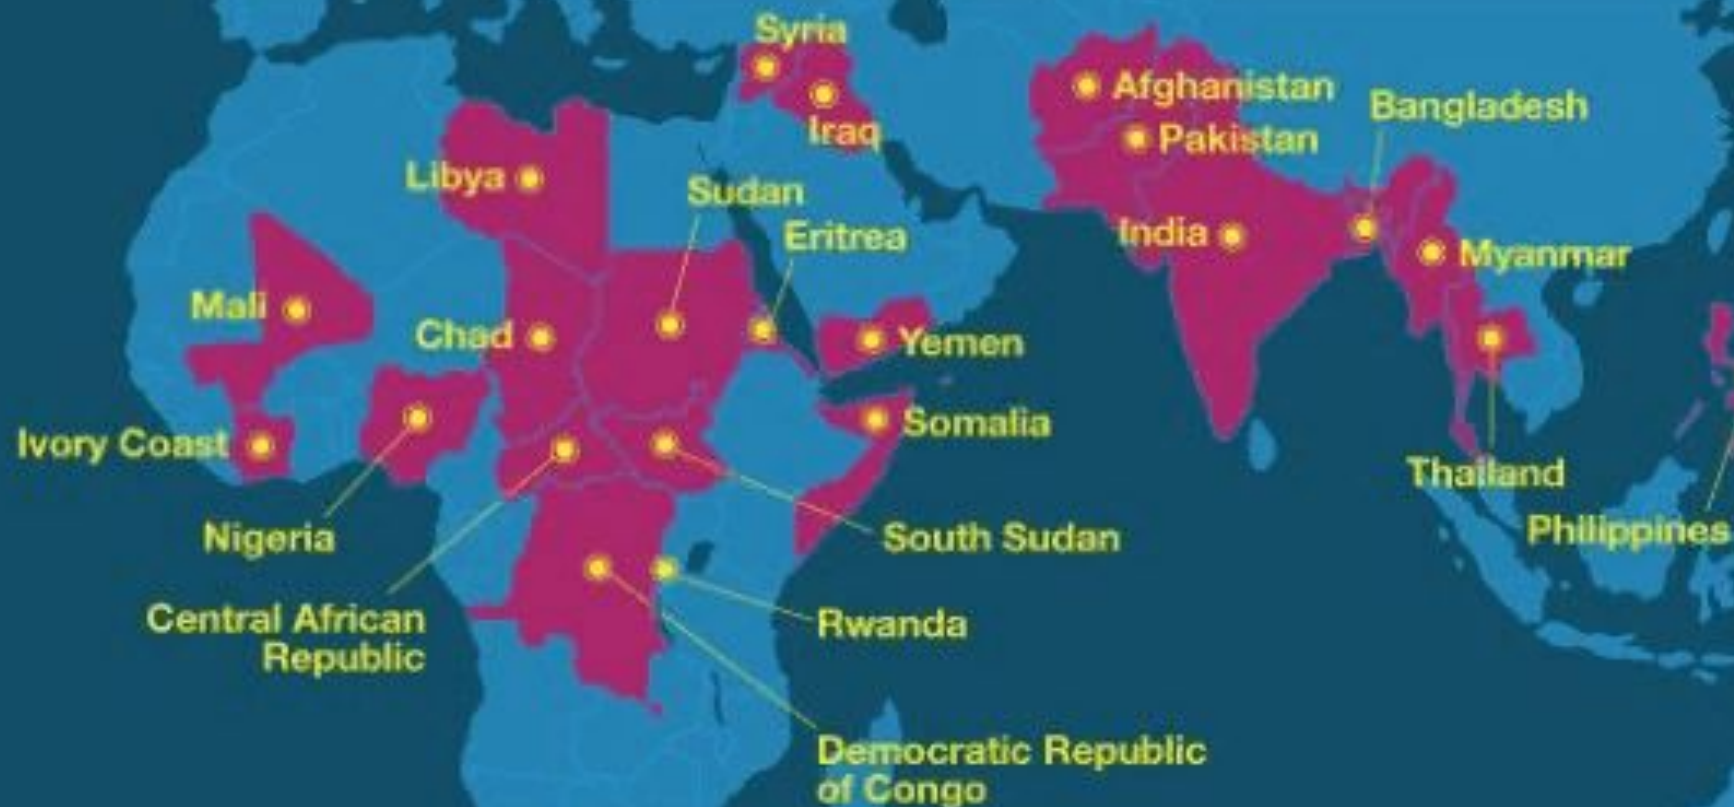 Syria
Afghanistan
Bangladesh
Iraq
Pakistan
Libya
Sudan
India
Eritrea
Myanmar
Mali
Chad
Yemen
Ivory Coast
Somalia
Thailand
Nigeria
South Sudan
Philippines
Central African
Republic
Rwanda
Democratic Republic
of Congo